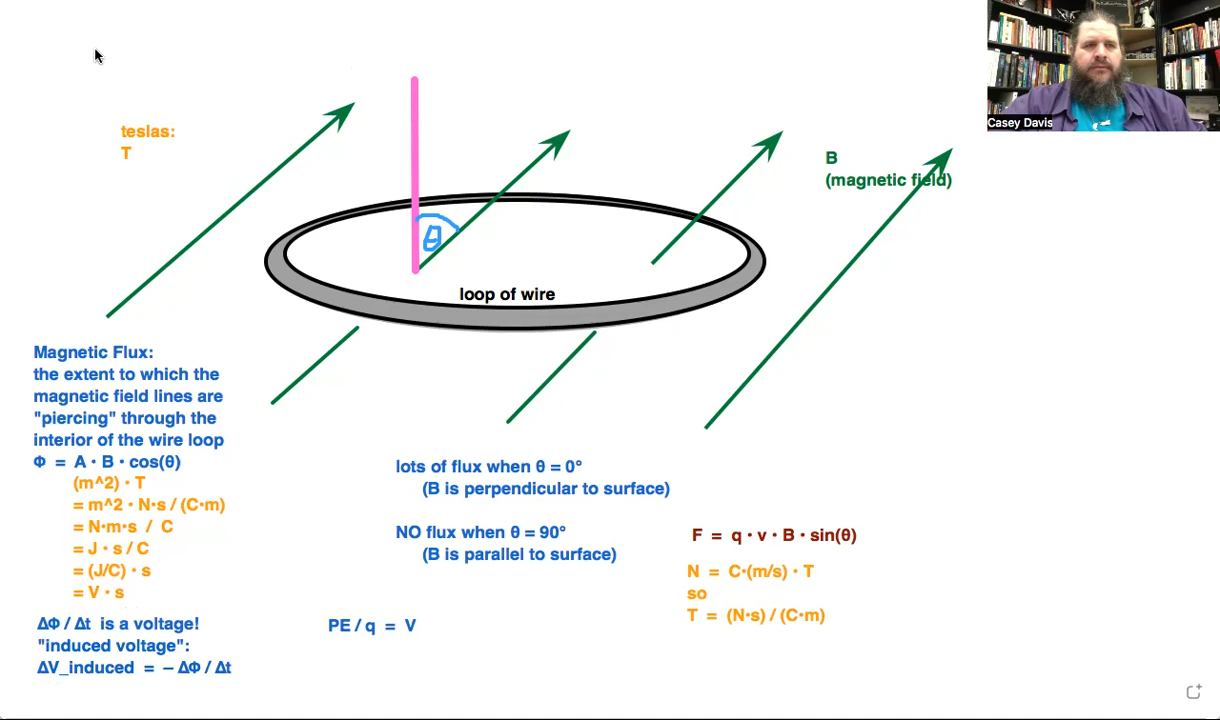 teslas:
T
Casey Davis
B
(magnetic field)
θ
loop of wire
Magnetic Flux:
the extent to which the
magnetic field lines are
"piercing" through the
interior of the wire loop
Φ = A · B · cos(θ)
(m^2) · T
= m^2 · N·s / (C·m)
= N·m·s / C
= J · s / C
= (J/C) · s
= V · s
ΔΦ / Δt is a voltage!
"induced voltage":
ΔV_induced = – ΔΦ / Δt
lots of flux when θ = 0°
(B is perpendicular to surface)
NO flux when θ = 90°
(B is parallel to surface)
PE / q = V
F = q · v · B · sin(θ)
N = C·(m/s) · T
so
T = (N·s) / (C·m)